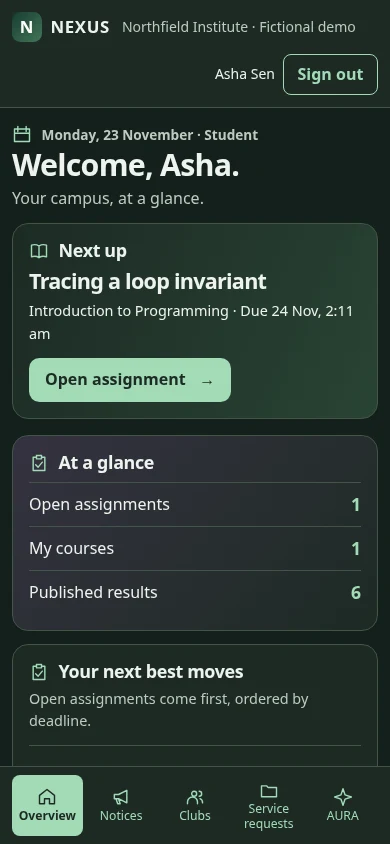 N NEXUS Northfield Institute · Fictional demo
Asha Sen Sign out
Monday, 23 November · Student
Welcome, Asha.
Your campus, at a glance.
Next up
Tracing a loop invariant
Introduction to Programming · Due 24 Nov, 2:11
am
Open assignment →
At a glance
Open assignments 1
My courses 1
Published results 6
Your next best moves
Open assignments come first, ordered by
deadline.
Overview Notices Clubs Service requests AURA